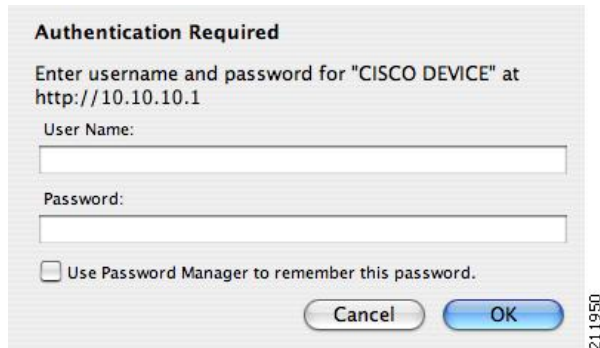 Authentication Required
Enter username and password for "CISCO DEVICE" at
http://10.10.10.1
User Name:
Password:
Use Password Manager to remember this password.
Cancel
OK
211950